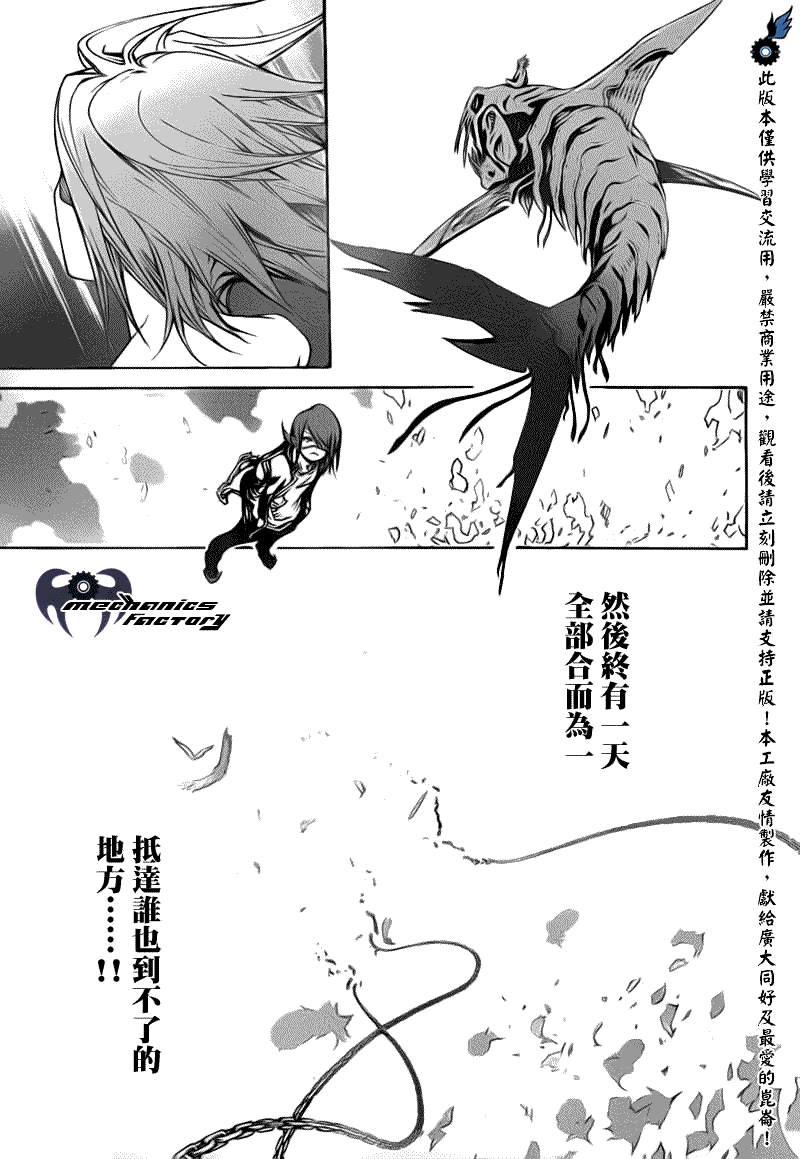 此版本僅供學習交流用，嚴禁商業用途，觀看後請立刻刪除並請支持正版！本工廠友情製作，獻給廣大同好及最愛的崑崙！
mechanics
Factory
然後終有一天
全部合而為一
抵達誰也到不了的
地方……!!